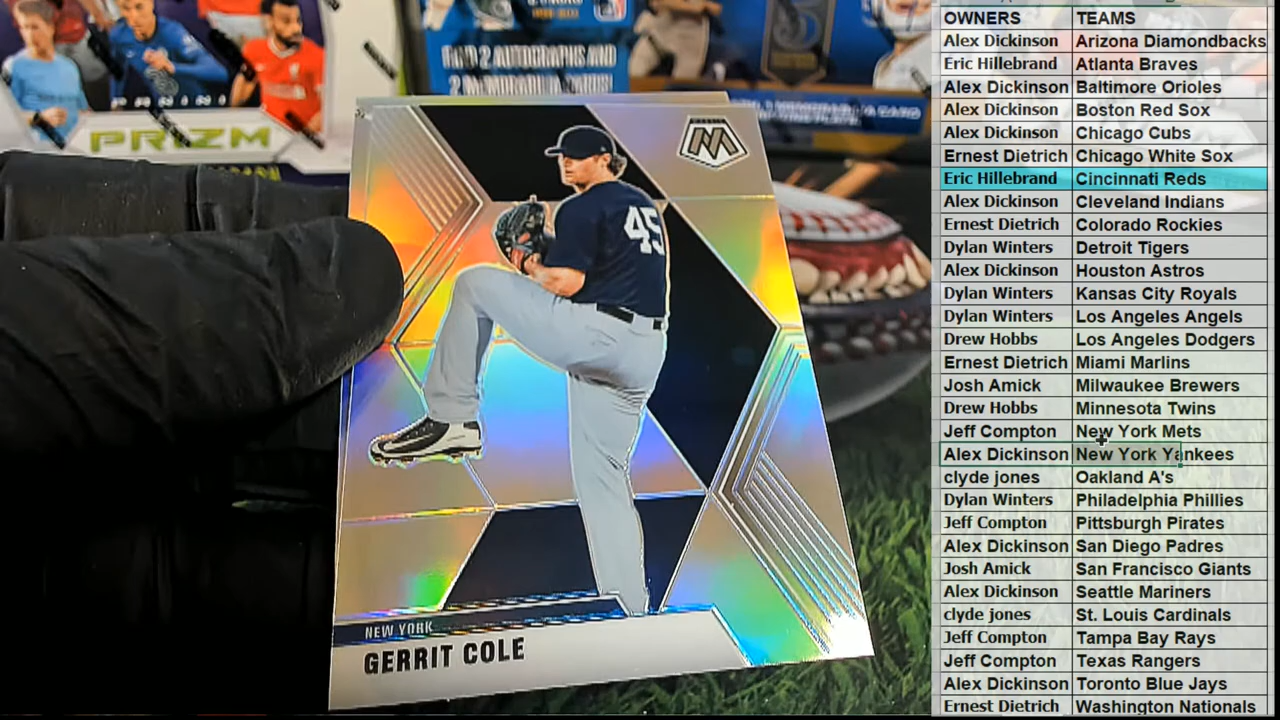 2 AUTOGRAPHS AND
PRIZM
45
M
NEW YORK
GERRIT COLE
OWNERS TEAMS
Alex Dickinson Arizona Diamondbacks
Eric Hillebrand Atlanta Braves
Alex Dickinson Baltimore Orioles
Alex Dickinson Boston Red Sox
Alex Dickinson Chicago Cubs
Ernest Dietrich Chicago White Sox
Eric Hillebrand Cincinnati Reds
Alex Dickinson Cleveland Indians
Ernest Dietrich Colorado Rockies
Dylan Winters Detroit Tigers
Alex Dickinson Houston Astros
Dylan Winters Kansas City Royals
Dylan Winters Los Angeles Angels
Drew Hobbs Los Angeles Dodgers
Ernest Dietrich Miami Marlins
Josh Amick Milwaukee Brewers
Drew Hobbs Minnesota Twins
Jeff Compton New York Mets
Alex Dickinson New York Yankees
clyde jones Oakland A's
Dylan Winters Philadelphia Phillies
Jeff Compton Pittsburgh Pirates
Alex Dickinson San Diego Padres
Josh Amick San Francisco Giants
Alex Dickinson Seattle Mariners
clyde jones St. Louis Cardinals
Jeff Compton Tampa Bay Rays
Jeff Compton Texas Rangers
Alex Dickinson Toronto Blue Jays
Ernest Dietrich Washington Nationals